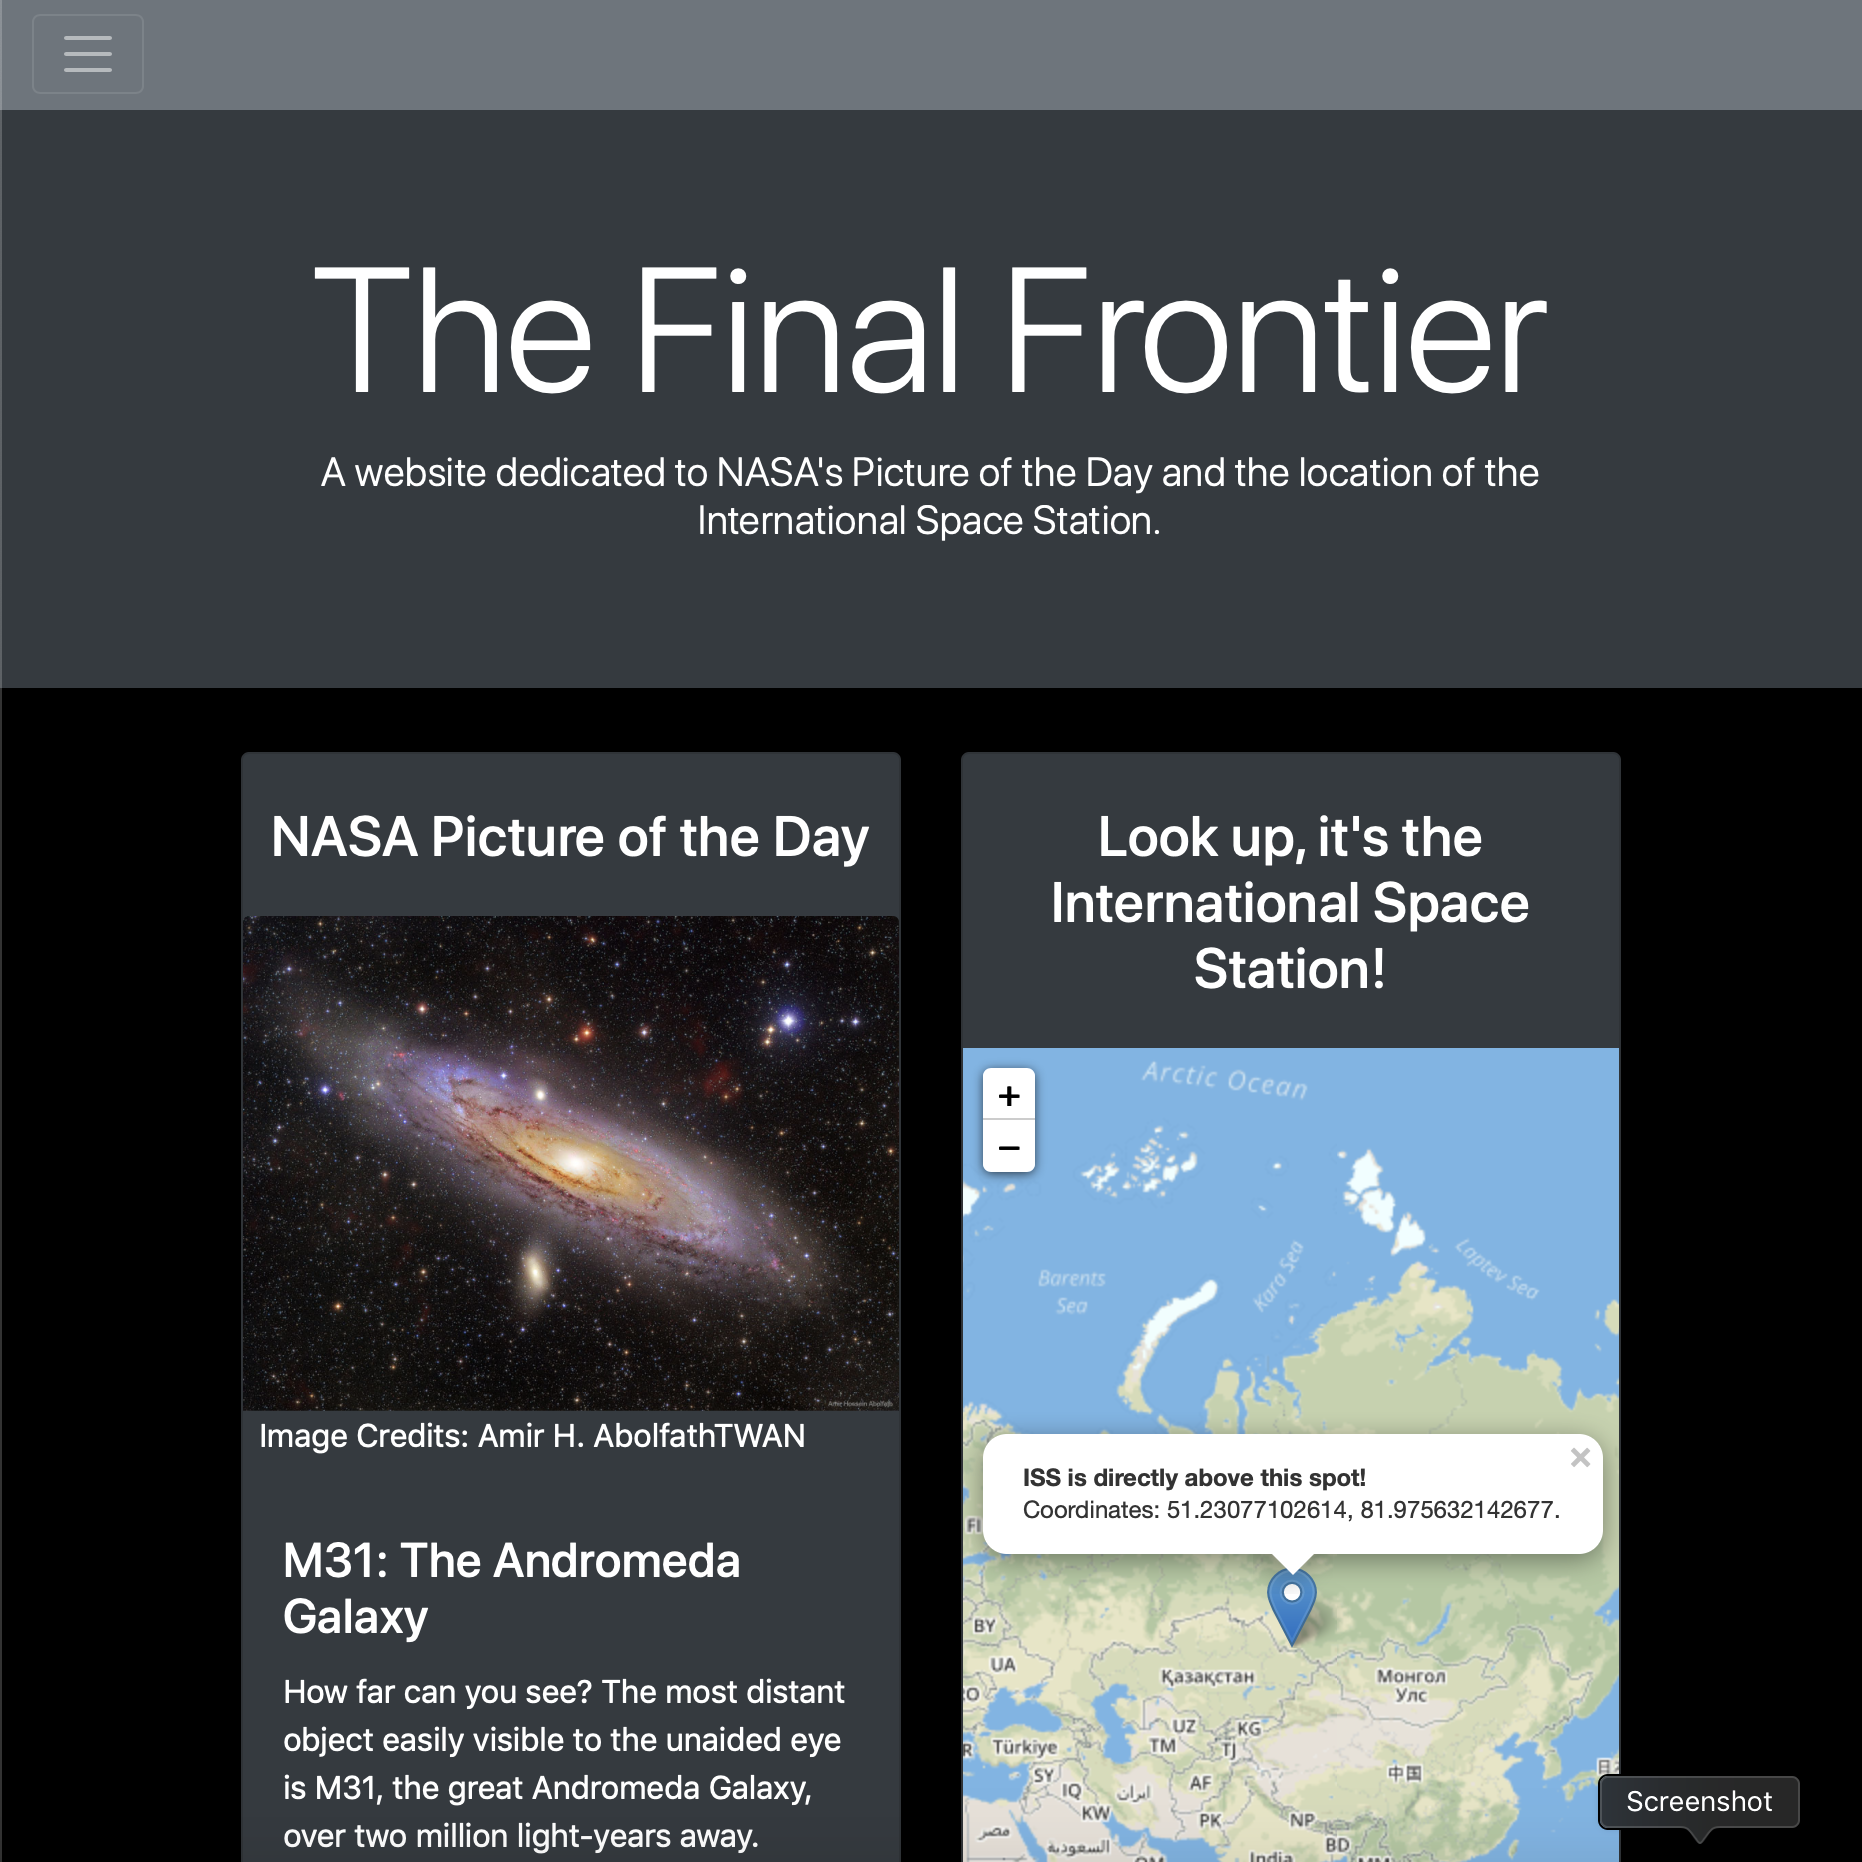 The Final Frontier
A website dedicated to NASA's Picture of the Day and the location of the
International Space Station.
NASA Picture of the Day
Image Credits: Amir H. AbolfathTWAN
M31: The Andromeda
Galaxy
How far can you see? The most distant
object easily visible to the unaided eye
is M31, the great Andromeda Galaxy,
over two million light-years away.
Look up, it's the
International Space
Station!
+
−
Arctic Ocean
Barents
Sea
Kara Sea
Laptev Sea
ISS is directly above this spot!
Coordinates: 51.23077102614, 81.975632142677.
×
FI
BY
UA
Қазақстан
Монгол
Улс
UZ
KG
Türkiye
TM
TJ
SY
IQ
ایران
AF
中国
KW
PK
NP
مصر
السعودية
BD
India
Screenshot